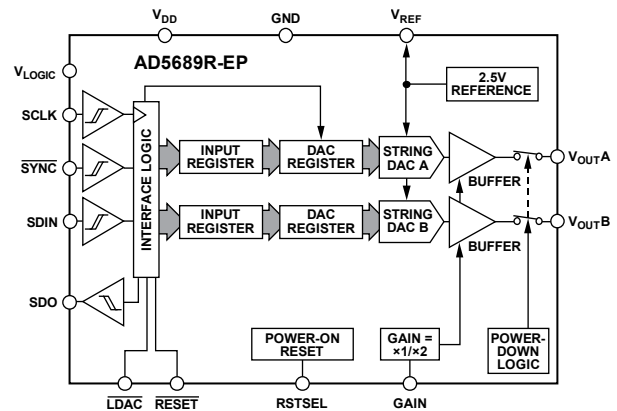 VDD
GND
VREF
AD5689R-EP
VLOGIC
2.5V
REFERENCE
SCLK
INTERFACE LOGIC
INPUT
REGISTER
DAC
REGISTER
STRING
DAC A
VOUTA
SYNC
BUFFER
SDIN
INPUT
REGISTER
DAC
REGISTER
STRING
DAC B
VOUTB
BUFFER
SDO
POWER-ON
RESET
GAIN =
×1/×2
POWER-
DOWN
LOGIC
LDAC
RESET
RSTSEL
GAIN